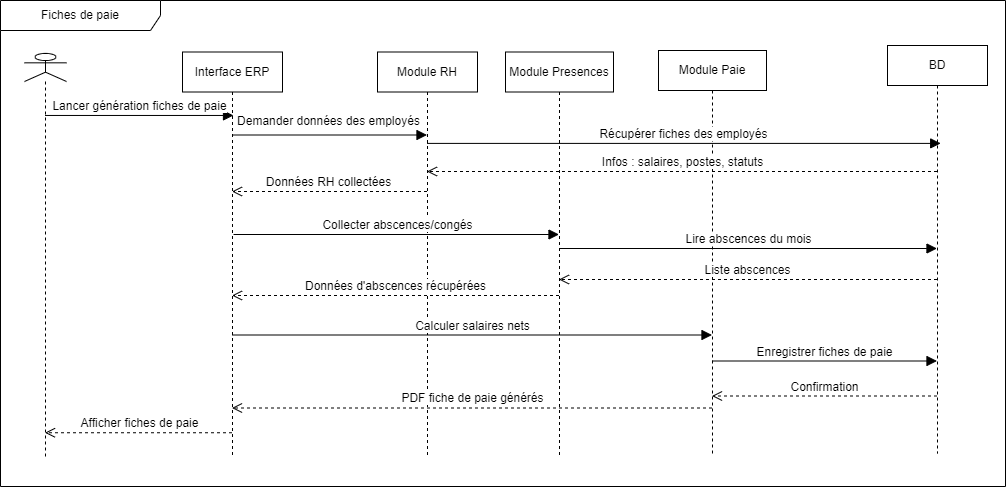 Fiches de paie
Interface ERP
Module RH
Module Presences
Module Paie
BD
Lancer génération fiches de paie
Demander données des employés
Récupérer fiches des employés
Infos : salaires, postes, statuts
Données RH collectées
Collecter abscences/congés
Lire abscences du mois
Liste abscences
Données d'abscences récupérées
Calculer salaires nets
Enregistrer fiches de paie
Confirmation
PDF fiche de paie générés
Afficher fiches de paie